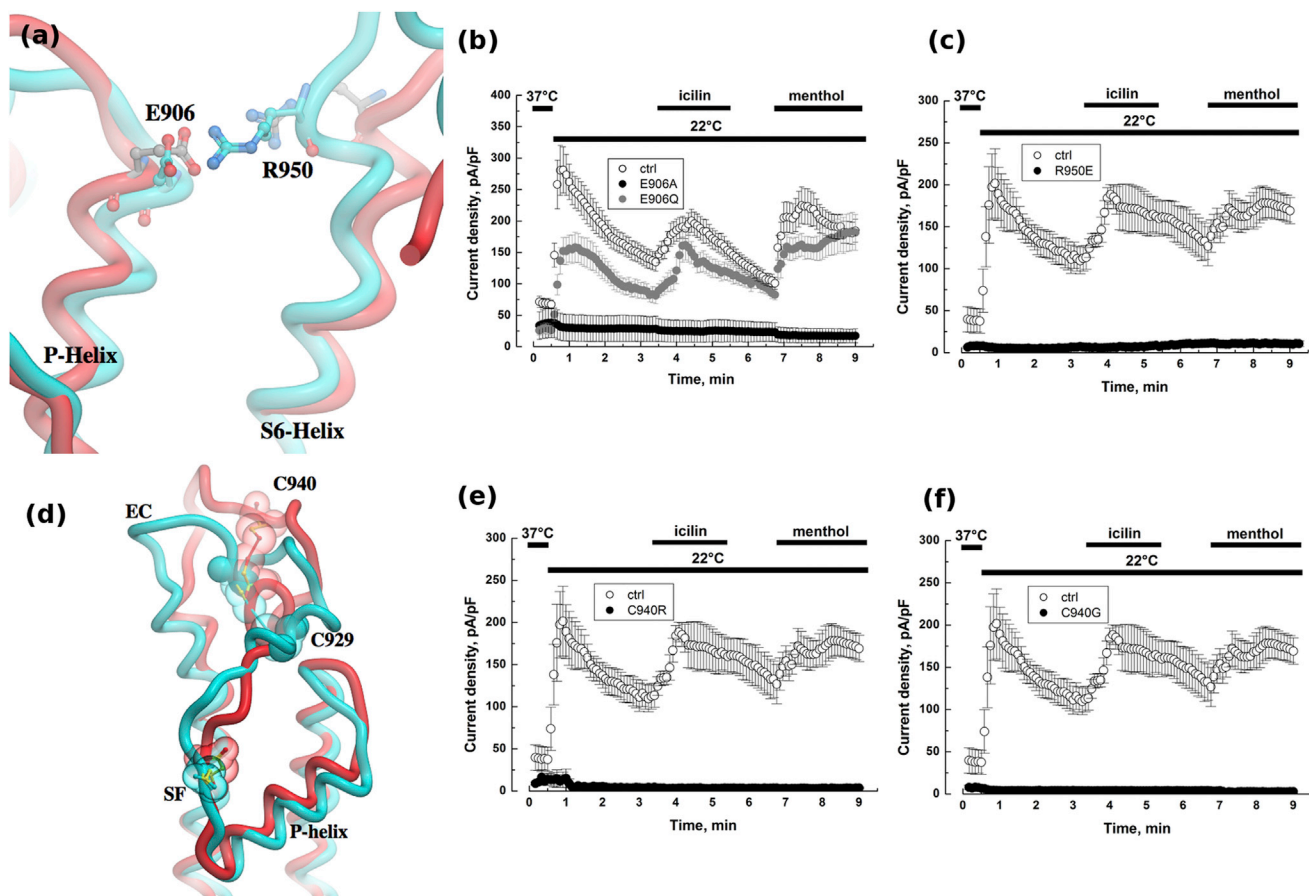 (a)
E906
R950
P-Helix
S6-Helix
(b)
icilin
menthol
37°C
22°C
ctrl
E906A
E906Q
Current density, pA/pF
400
350
300
250
200
150
100
50
0
0 1 2 3 4 5 6 7 8 9
Time, min
(c)
icilin
menthol
37°C
22°C
ctrl
R950E
Current density, pA/pF
300
250
200
150
100
50
0
0 1 2 3 4 5 6 7 8 9
Time, min
(d)
C940
EC
C929
SF
P-helix
(e)
icilin
menthol
37°C
22°C
ctrl
C940R
Current density, pA/pF
300
250
200
150
100
50
0
0 1 2 3 4 5 6 7 8 9
Time, min
(f)
icilin
menthol
37°C
22°C
ctrl
C940G
Current density, pA/pF
300
250
200
150
100
50
0
0 1 2 3 4 5 6 7 8 9
Time, min